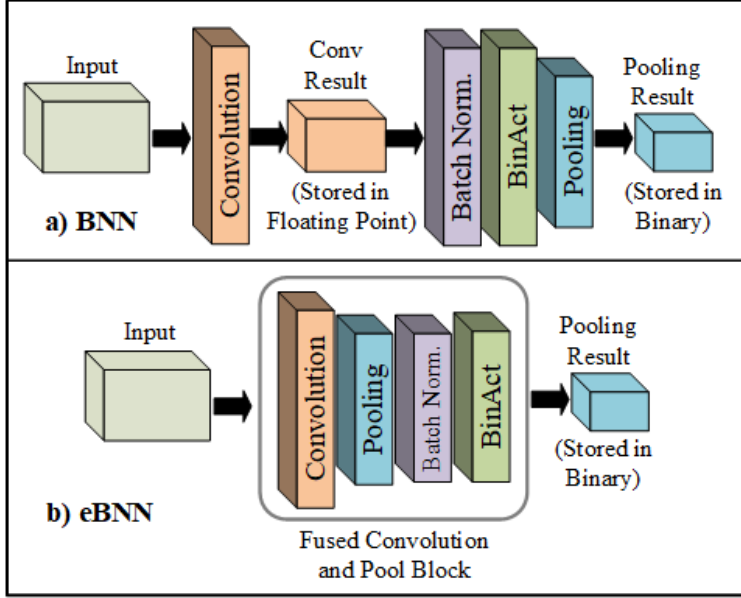 Input
Convolution
Conv
Result
(Stored in
Floating Point)
Batch Norm.
BinAct
Pooling
Pooling
Result
(Stored in
Binary)
a) BNN
Input
Convolution
Pooling
Batch Norm.
BinAct
Pooling
Result
(Stored in
Binary)
b) eBNN
Fused Convolution
and Pool Block